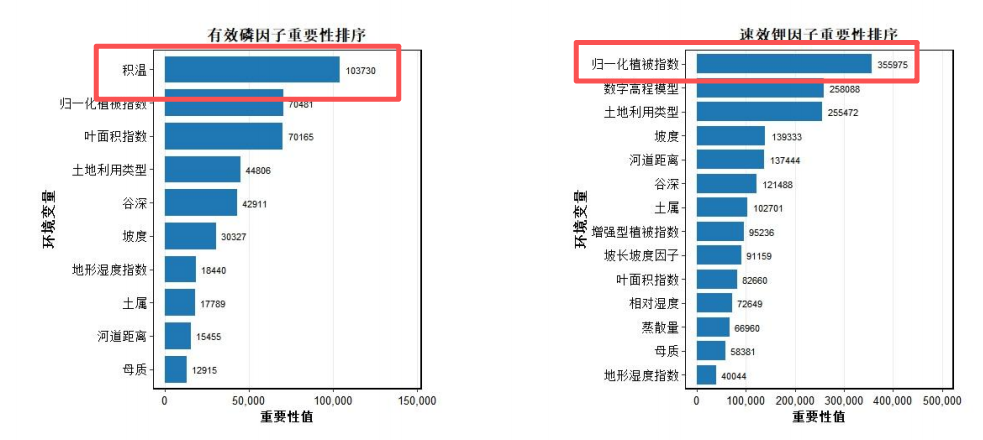 有效磷因子重要性排序
环境变量
积温
103730
归一化植被指数
70481
叶面积指数
70165
土地利用类型
44806
谷深
42911
坡度
30327
地形湿度指数
18440
土属
17789
河道距离
15455
母质
12915
0
50,000
100,000
150,000
重要性值
速效钾因子重要性排序
环境变量
归一化植被指数
355975
数字高程模型
258088
土地利用类型
255472
坡度
139333
河道距离
137444
谷深
121488
土属
102701
增强型植被指数
95236
坡长坡度因子
91159
叶面积指数
82660
相对湿度
72649
蒸散量
66960
母质
58381
地形湿度指数
40044
0
100,000
200,000
300,000
400,000
500,000
重要性值